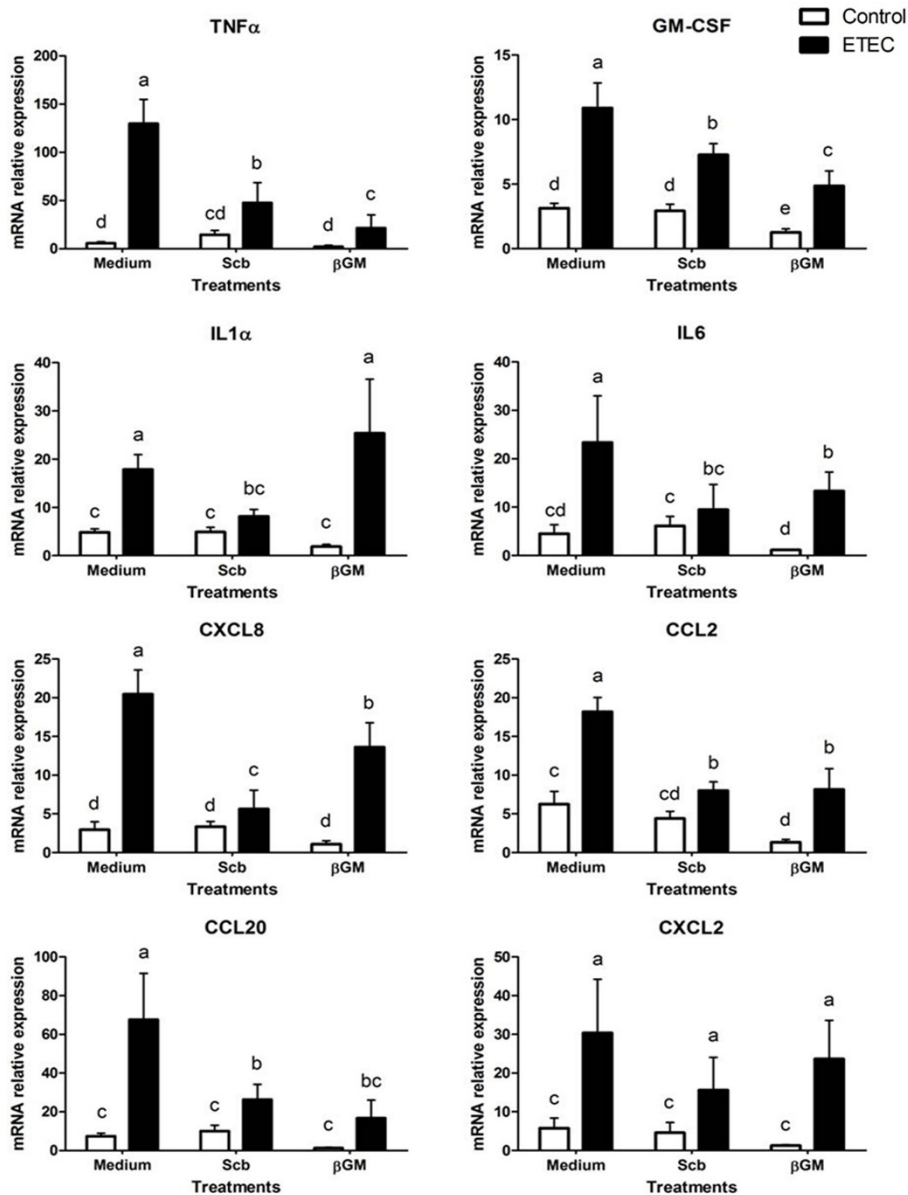 Control
ETEC
TNFα
mRNA relative expression
200
150
100
50
0
d a cd b d c
Medium Scb βGM
Treatments
GM-CSF
mRNA relative expression
15
10
5
0
d a d b e c
Medium Scb βGM
Treatments
IL1α
mRNA relative expression
40
30
20
10
0
c a c bc c a
Medium Scb βGM
Treatments
IL6
mRNA relative expression
40
30
20
10
0
cd a c bc d b
Medium Scb βGM
Treatments
CXCL8
mRNA relative expression
25
20
15
10
5
0
d a d c d b
Medium Scb βGM
Treatments
CCL2
mRNA relative expression
25
20
15
10
5
0
c a cd b d b
Medium Scb βGM
Treatments
CCL20
mRNA relative expression
100
80
60
40
20
0
c a c b c bc
Medium Scb βGM
Treatments
CXCL2
mRNA relative expression
50
40
30
20
10
0
c a c a c a
Medium Scb βGM
Treatments